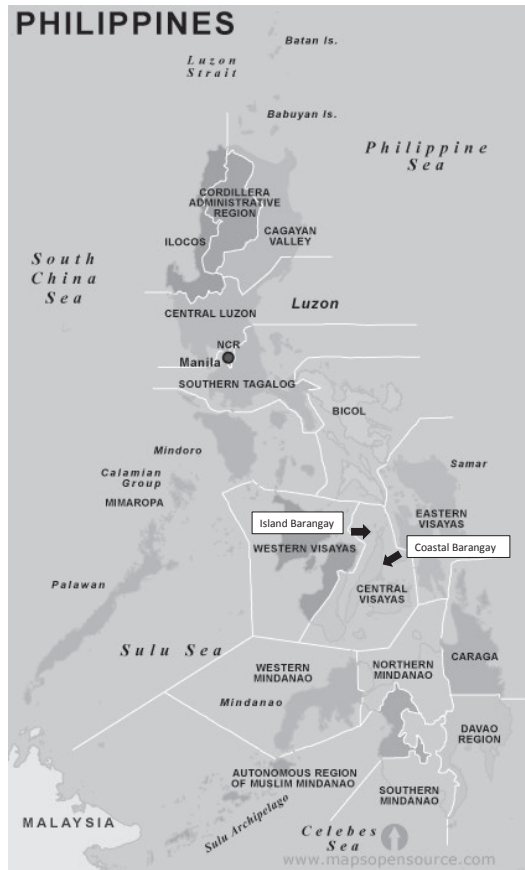 PHILIPPINES
Batan Is.
Luzon
Strait
Babuyan Is.
Philippine
Sea
CORDILLERA
ADMINISTRATIVE
REGION
ILOCOS
CAGAYAN
VALLEY
South
China
Sea
Luzon
CENTRAL LUZON
NCR
Manila
SOUTHERN TAGALOG
BICOL
Mindoro
Calamian
Group
MIMAROPA
Samar
EASTERN
VISAYAS
Island Barangay
WESTERN VISAYAS
Coastal Barangay
CENTRAL
VISAYAS
Palawan
Sulu Sea
WESTERN
MINDANAO
NORTHERN
MINDANAO
CARAGA
Mindanao
DAVAO
REGION
AUTONOMOUS REGION
OF MUSLIM MINDANAO
SOUTHERN
MINDANAO
Sulu Archipelago
MALAYSIA
Celebes
Sea
www.mapsopensource.com